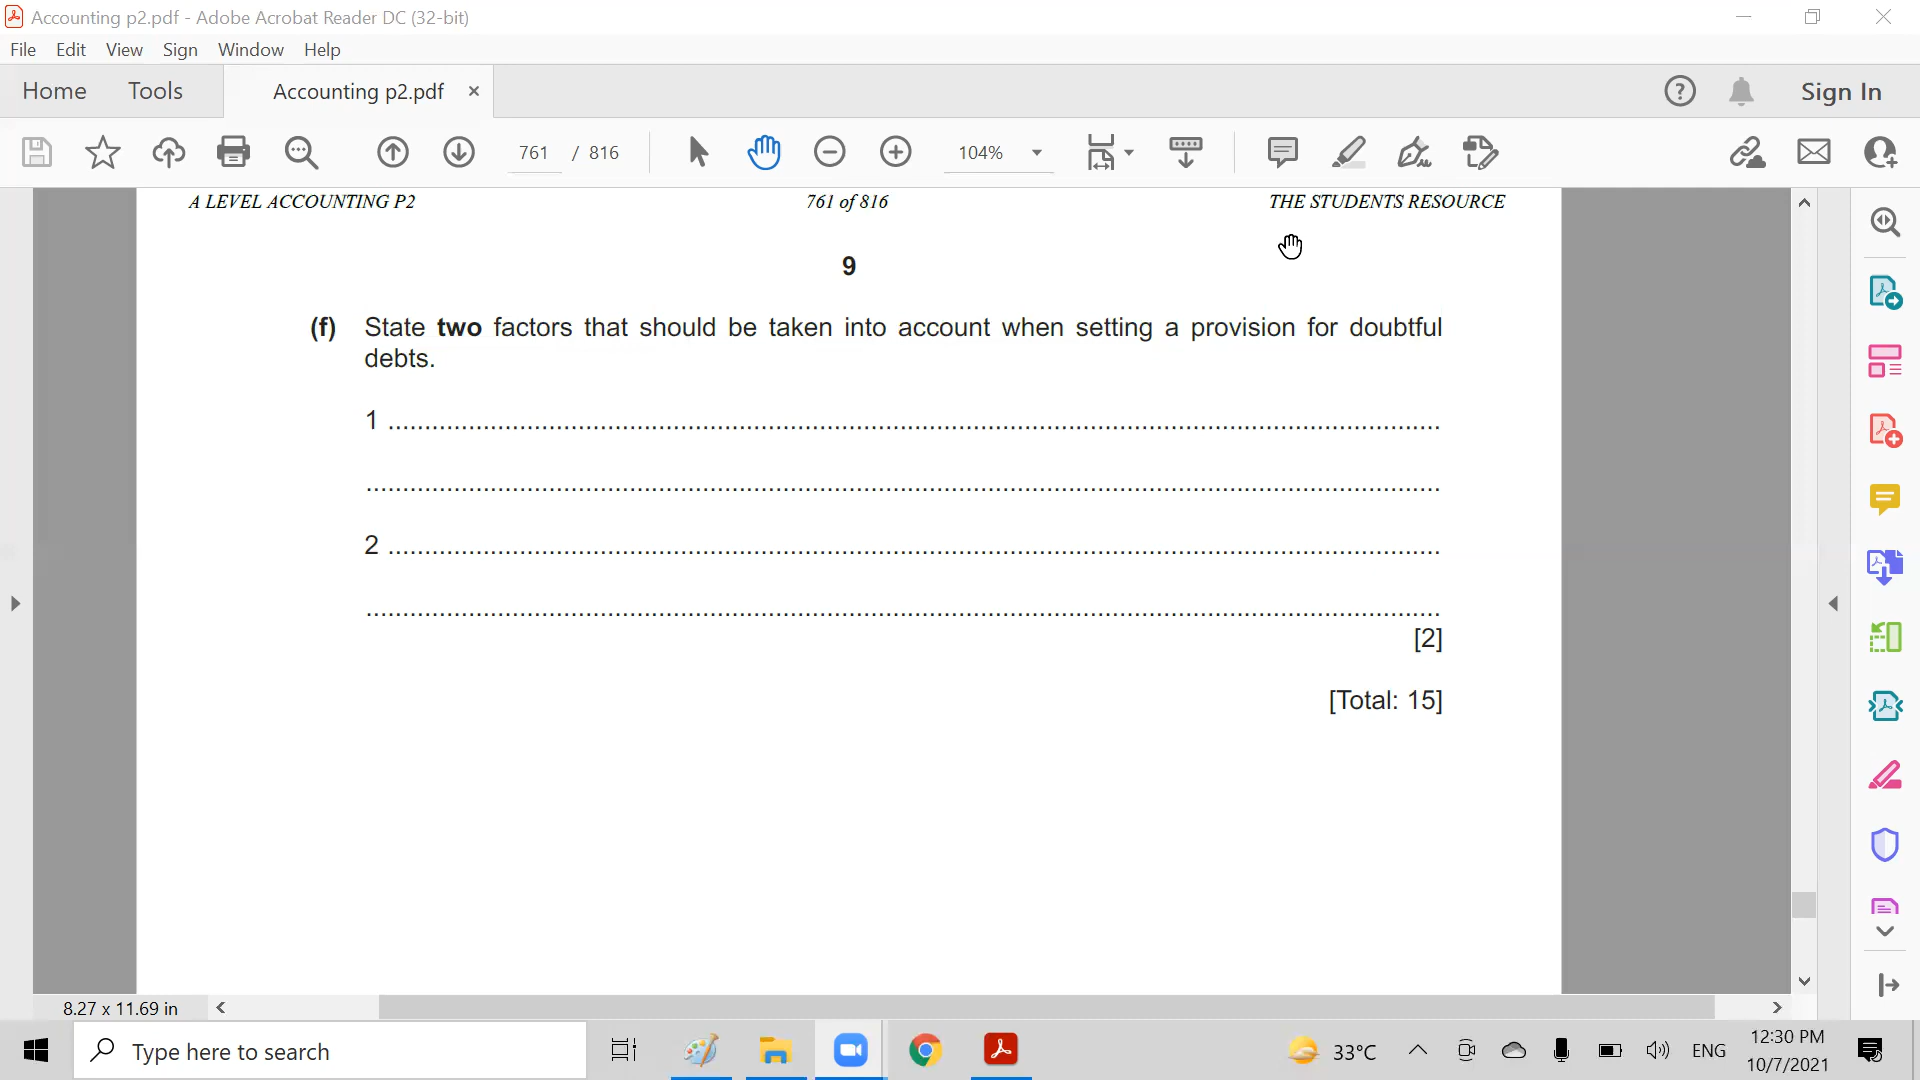 Accounting p2.pdf - Adobe Acrobat Reader DC (32-bit)
File Edit View Sign Window Help
Home Tools Accounting p2.pdf × Sign In
761 / 816 104%
A LEVEL ACCOUNTING P2 761 of 816 THE STUDENTS RESOURCE
9
(f) State two factors that should be taken into account when setting a provision for doubtful
debts.
1 ....................................................................................................
....................................................................................................
2 ....................................................................................................
....................................................................................................
[2]
[Total: 15]
8.27 x 11.69 in
Type here to search 33°C ENG 12:30 PM
10/7/2021